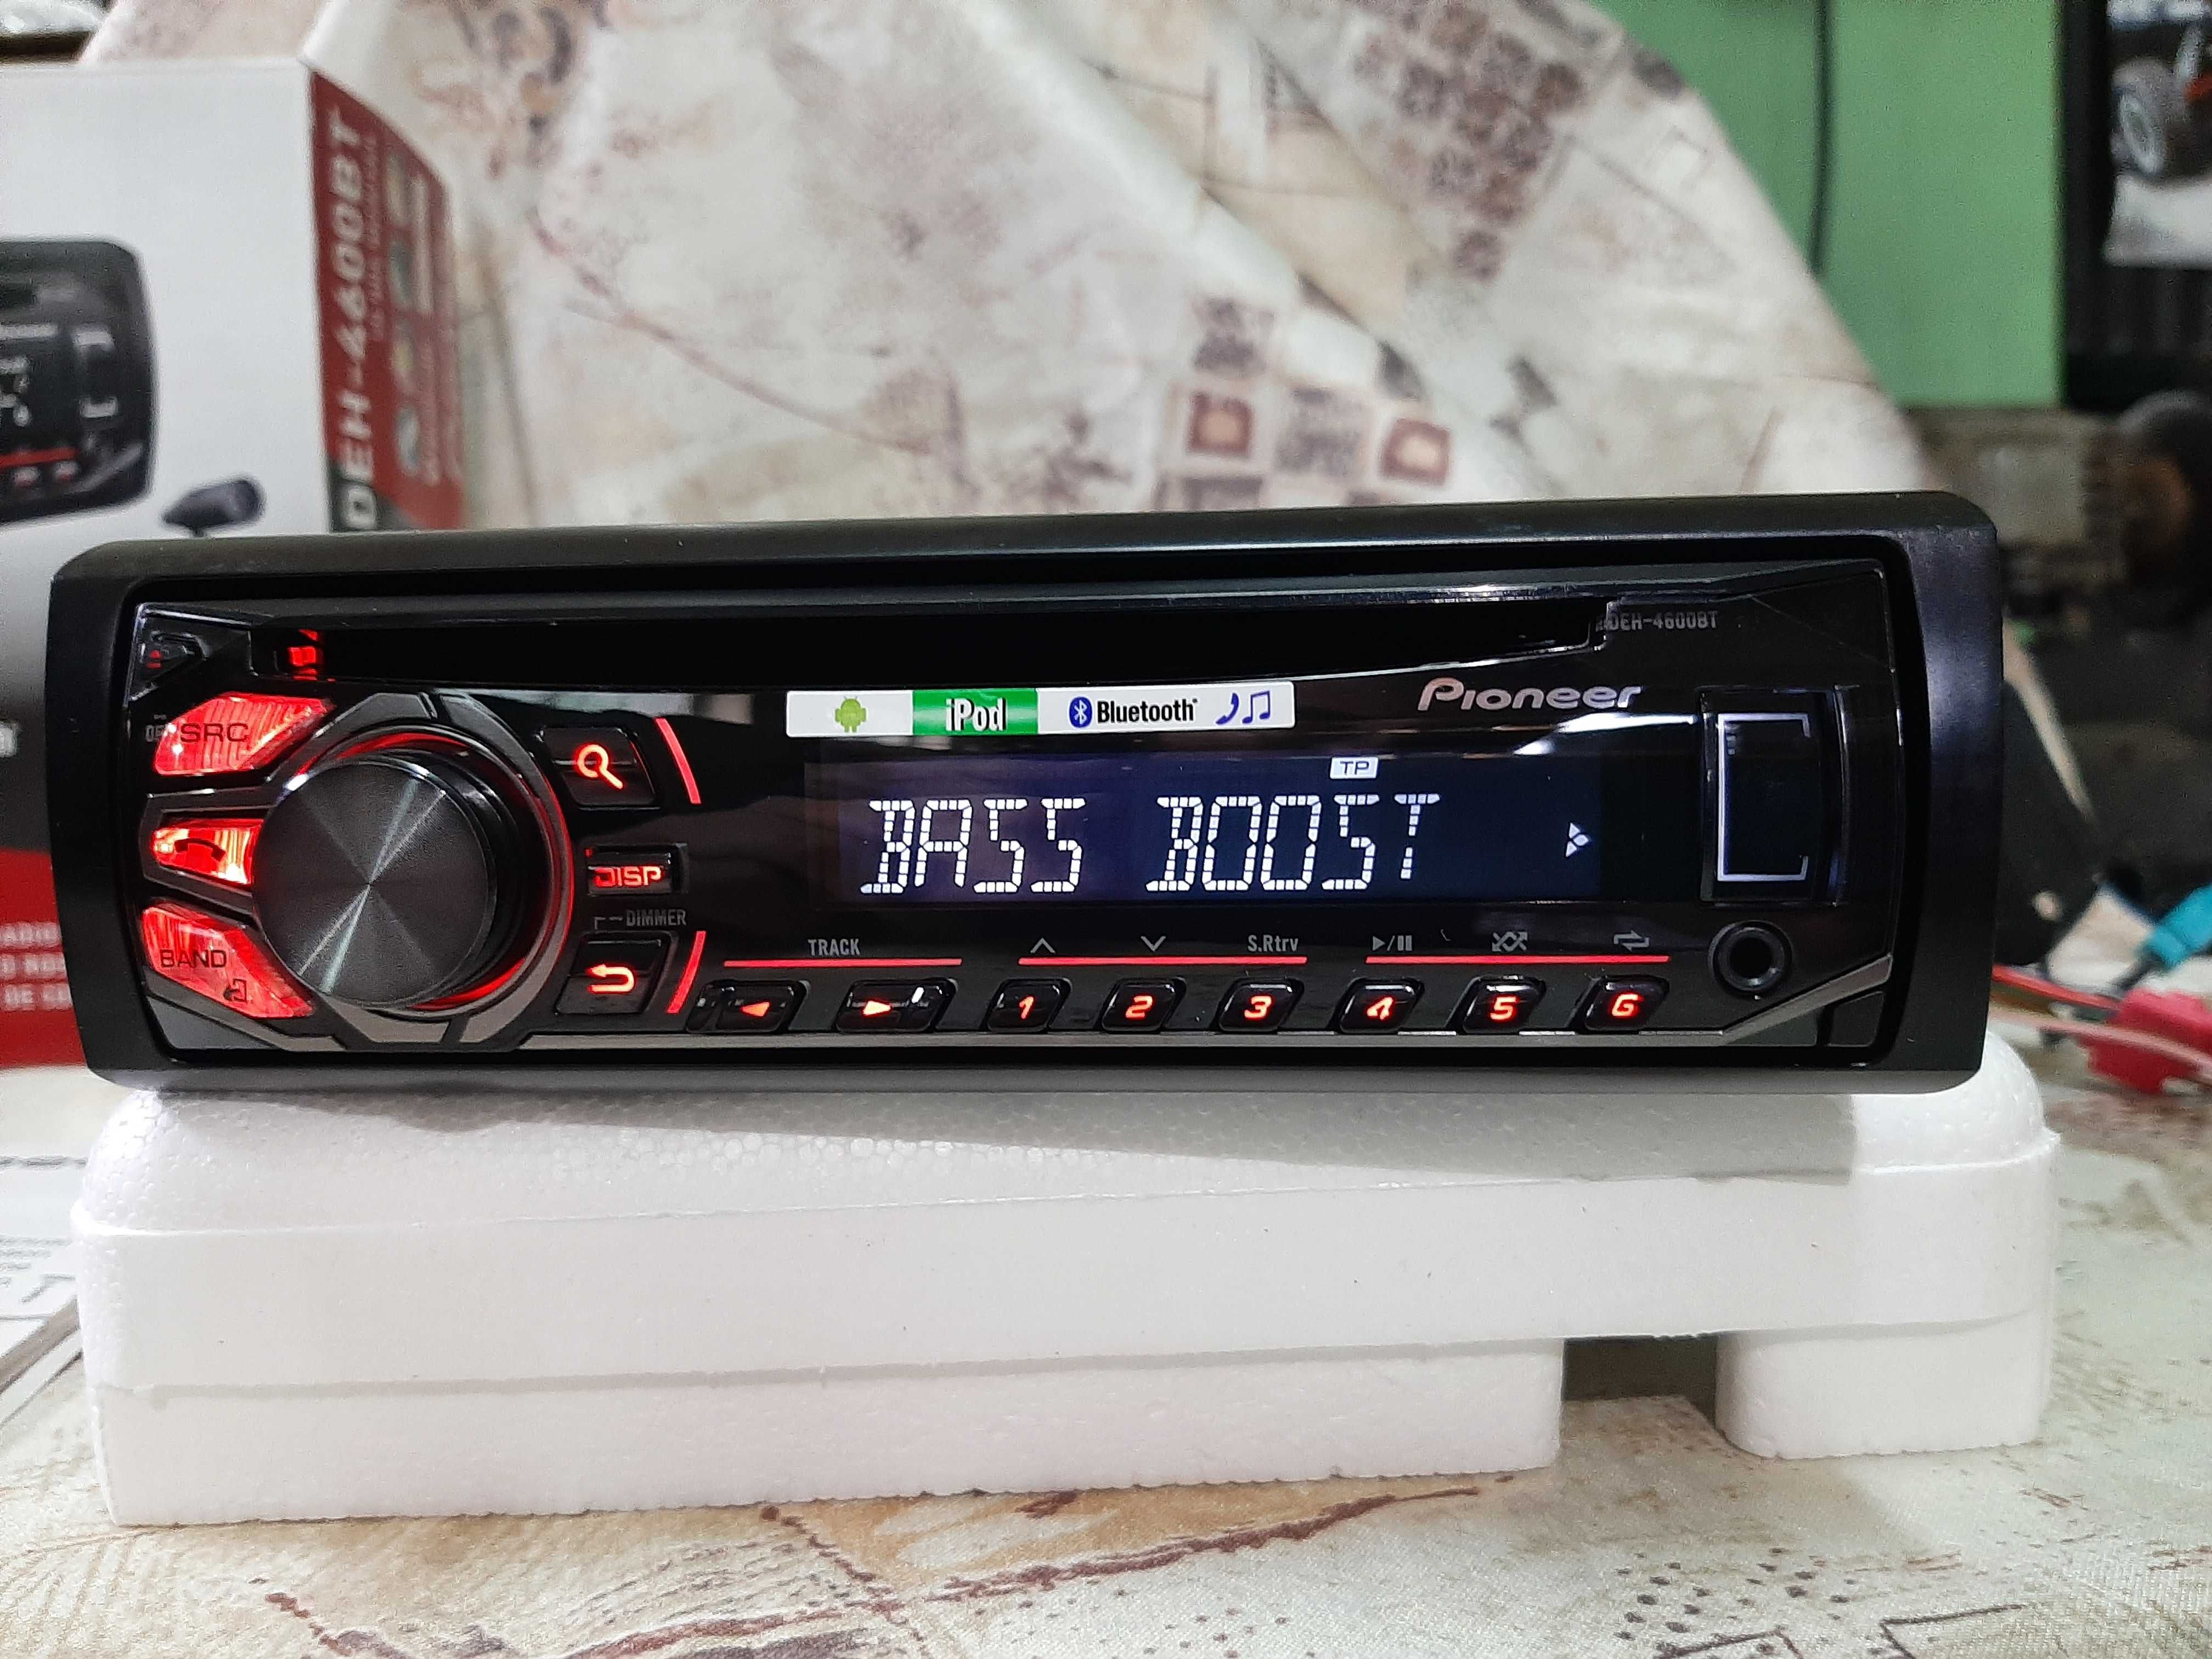 DEH-4600BT
DEH-4600BT
iPod
Bluetooth
Pioneer
SRC
TP
BASS BOOST
DISP
DIMMER
BAND
TRACK
S.Rtrv
1 2 3 4 5 6